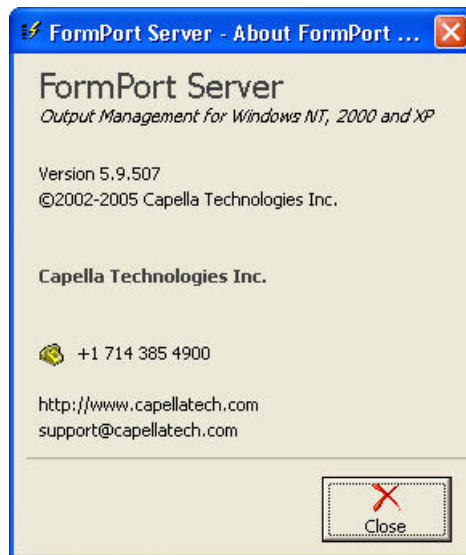 FormPort Server - About FormPort ...
FormPort Server
Output Management for Windows NT, 2000 and XP
Version 5.9.507
©2002-2005 Capella Technologies Inc.
Capella Technologies Inc.
+1 714 385 4900
http://www.capellatech.com
support@capellatech.com
Close